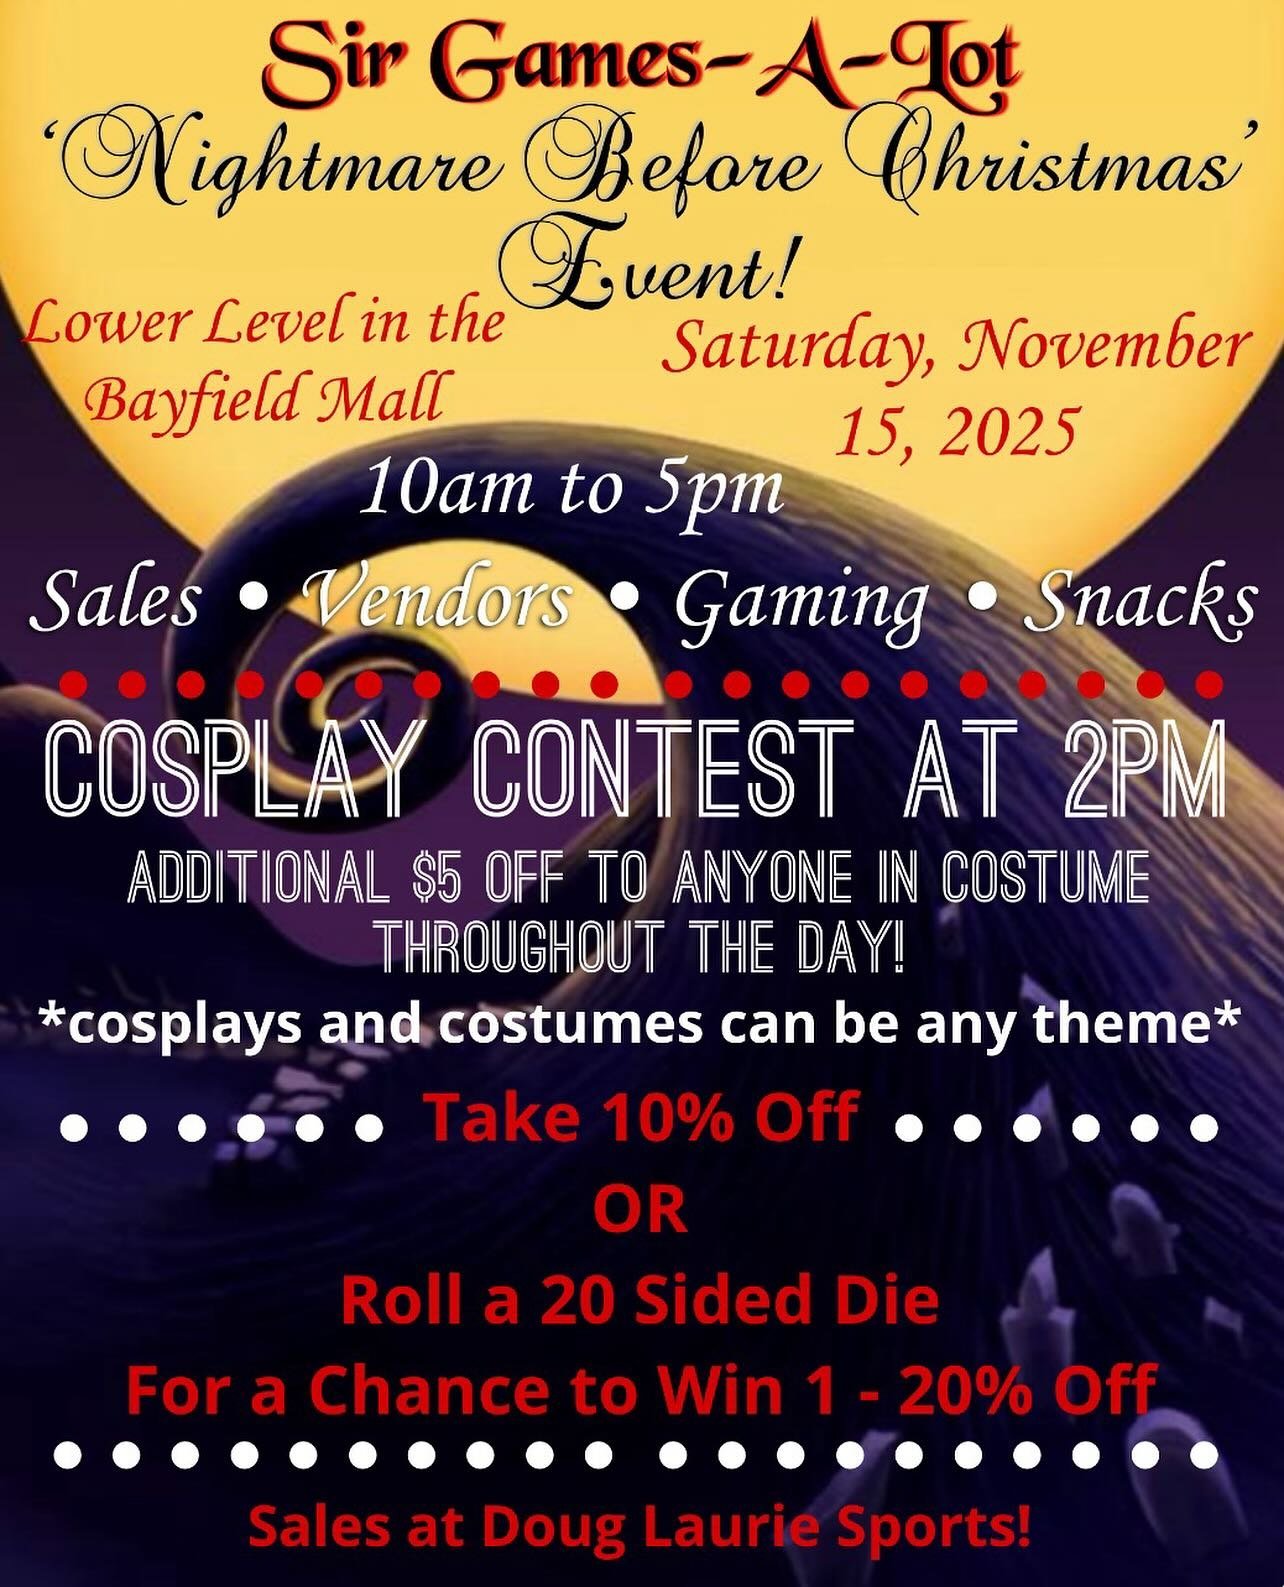 Sir Games-A-Lot
'Nightmare Before Christmas'
Event!
Lower Level in the
Bayfield Mall
Saturday, November
15, 2025
10am to 5pm
Sales • Vendors • Gaming • Snacks
COSPLAY CONTEST AT 2PM
ADDITIONAL $5 OFF TO ANYONE IN COSTUME
THROUGHOUT THE DAY!
*cosplays and costumes can be any theme*
Take 10% Off
OR
Roll a 20 Sided Die
For a Chance to Win 1 - 20% Off
Sales at Doug Laurie Sports!